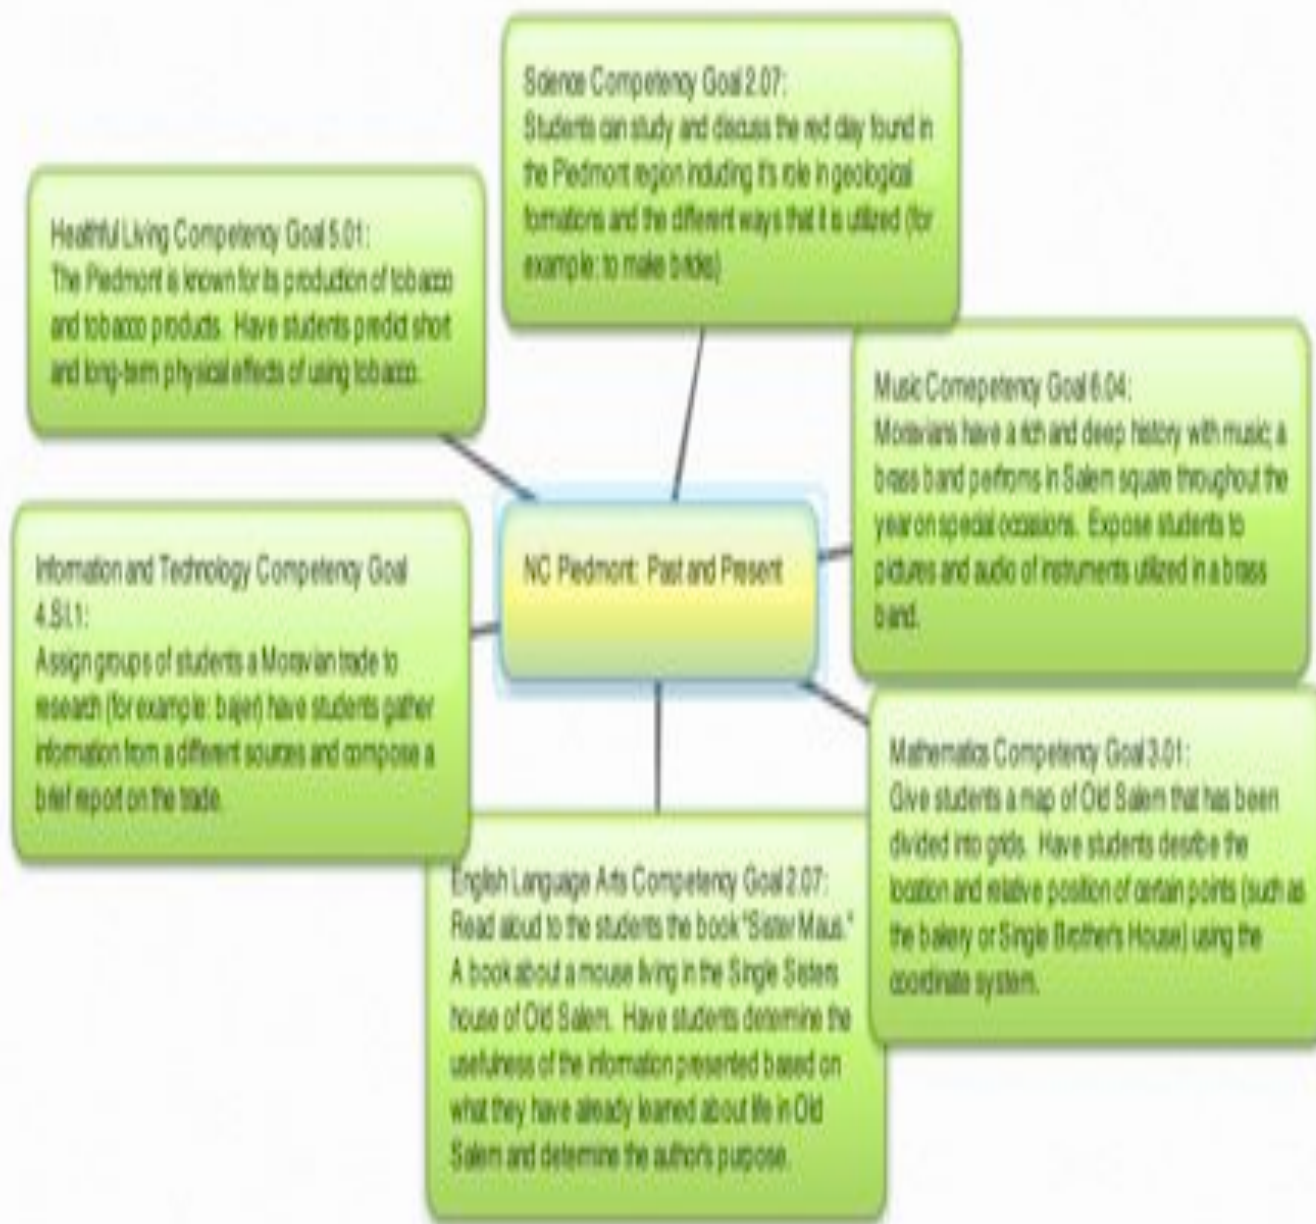 Science Competency Goal 2.07:
Students can study and discuss the red clay found in
the Piedmont region including it's role in geological
formations and the different ways that it is utilized (for
example: to make bricks)
Healthful Living Competency Goal 5.01:
The Piedmont is known for its production of tobacco
and tobacco products. Have students predict short
and long-term physical effects of using tobacco.
Music Comepetency Goal 6.04:
Moravians have a rich and deep history with music; a
brass band perfroms in Salem square throughout the
year on special occasions. Expose students to
pictures and audio of instruments utilized in a brass
band.
NC Piedmont: Past and Present
Information and Technology Competency Goal
4.SI.1:
Assign groups of students a Moravian trade to
research (for example: bajer) have students gather
information from a different sources and compose a
brief report on the trade.
Mathematics Competency Goal 3.01:
Give students a map of Old Salem that has been
divided into grids. Have students desribe the
location and relative position of certain points (such as
the bakery or Single Brother's House) using the
coordinate system.
English Language Arts Competency Goal 2.07:
Read aloud to the students the book "Sister Maus."
A book about a mouse living in the Single Sisters
house of Old Salem. Have students determine the
usefulness of the information presented based on
what they have already learned about life in Old
Salem and determine the author's purpose.